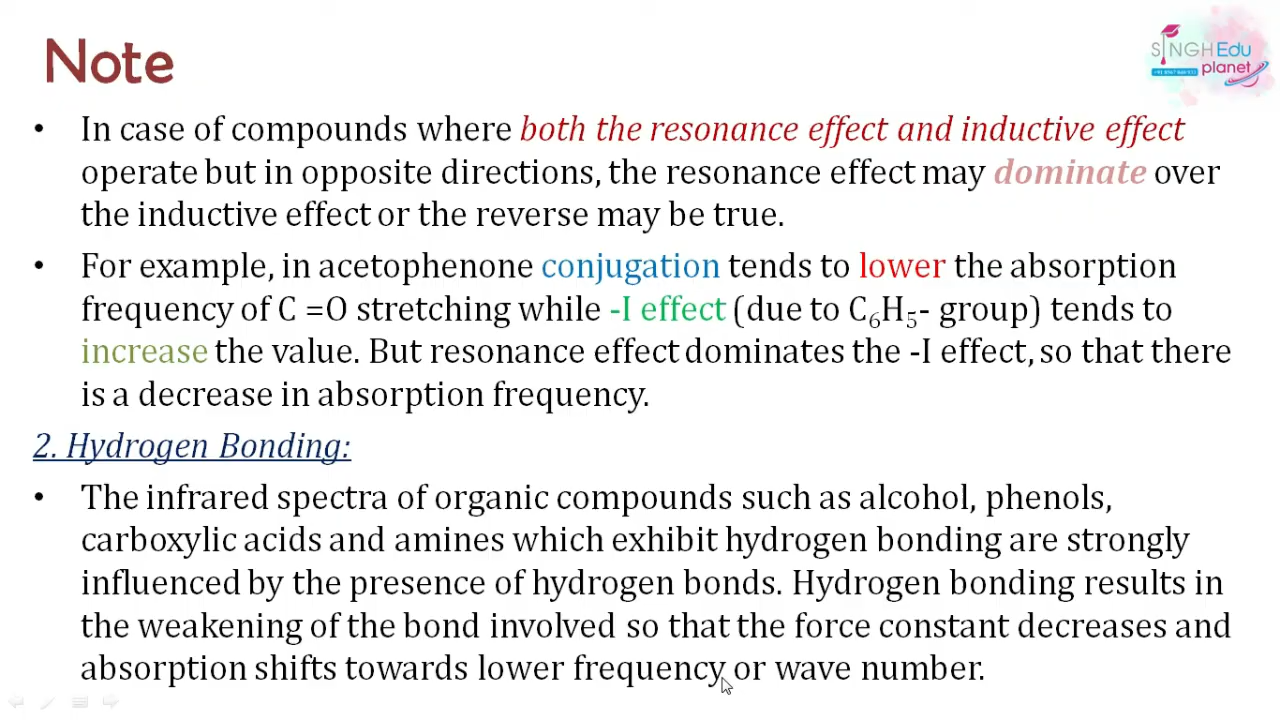 Note
SINGH Edu
planet
• In case of compounds where both the resonance effect and inductive effect
operate but in opposite directions, the resonance effect may dominate over
the inductive effect or the reverse may be true.
• For example, in acetophenone conjugation tends to lower the absorption
frequency of C =O stretching while -I effect (due to C₆H₅- group) tends to
increase the value. But resonance effect dominates the -I effect, so that there
is a decrease in absorption frequency.
2. Hydrogen Bonding:
• The infrared spectra of organic compounds such as alcohol, phenols,
carboxylic acids and amines which exhibit hydrogen bonding are strongly
influenced by the presence of hydrogen bonds. Hydrogen bonding results in
the weakening of the bond involved so that the force constant decreases and
absorption shifts towards lower frequency or wave number.